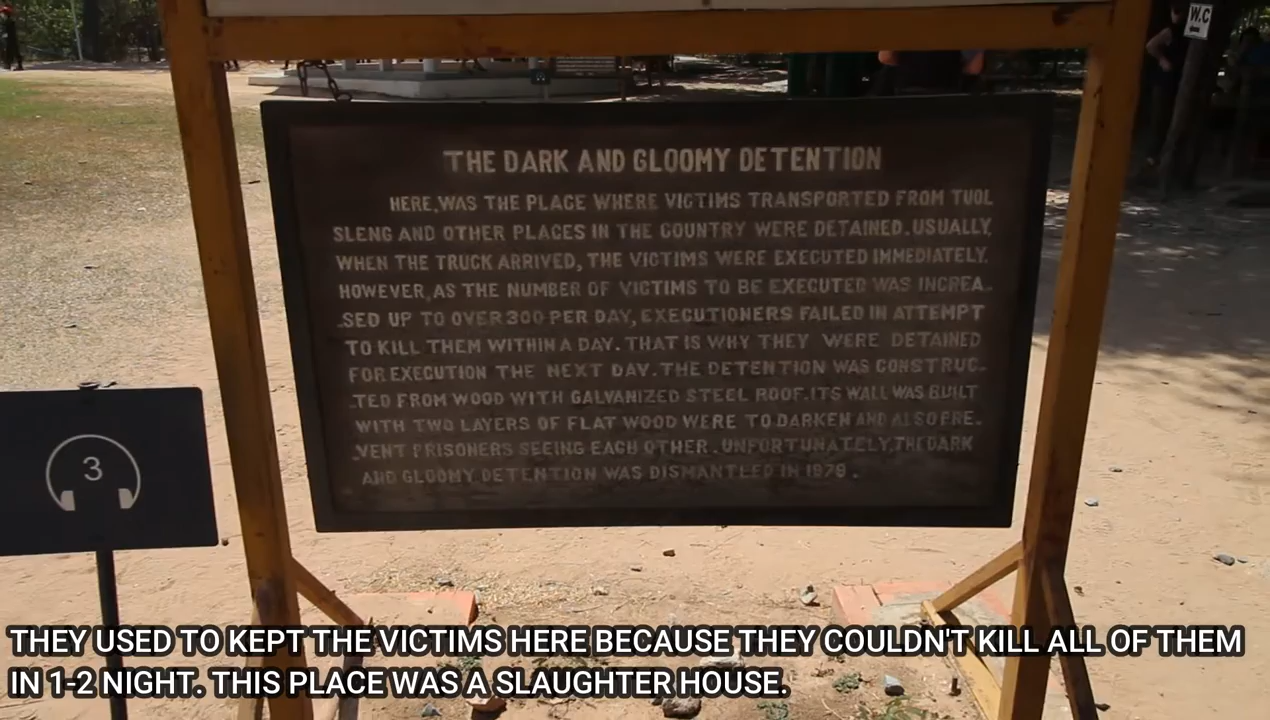 W.C
THE DARK AND GLOOMY DETENTION
HERE,WAS THE PLACE WHERE VICTIMS TRANSPORTED FROM TUOL
SLENG AND OTHER PLACES IN THE COUNTRY WERE DETAINED.USUALLY,
WHEN THE TRUCK ARRIVED, THE VICTIMS WERE EXECUTED IMMEDIATELY.
HOWEVER,AS THE NUMBER OF VICTIMS TO BE EXECUTED WAS INCREA-
-SED UP TO OVER 300 PER DAY, EXECUTIONERS FAILED IN ATTEMPT
TO KILL THEM WITHIN A DAY. THAT IS WHY THEY WERE DETAINED
FOR EXECUTION THE NEXT DAY.THE DETENTION WAS CONSTRUC-
-TED FROM WOOD WITH GALVANIZED STEEL ROOF.ITS WALL WAS BUILT
WITH TWO LAYERS OF FLAT WOOD WERE TO DARKEN AND ALSO PRE-
-VENT PRISONERS SEEING EACH OTHER. UNFORTUNATELY,THE DARK
AND GLOOMY DETENTION WAS DISMANTLED IN 1979.
3
THEY USED TO KEPT THE VICTIMS HERE BECAUSE THEY COULDN'T KILL ALL OF THEM
IN 1-2 NIGHT. THIS PLACE WAS A SLAUGHTER HOUSE.